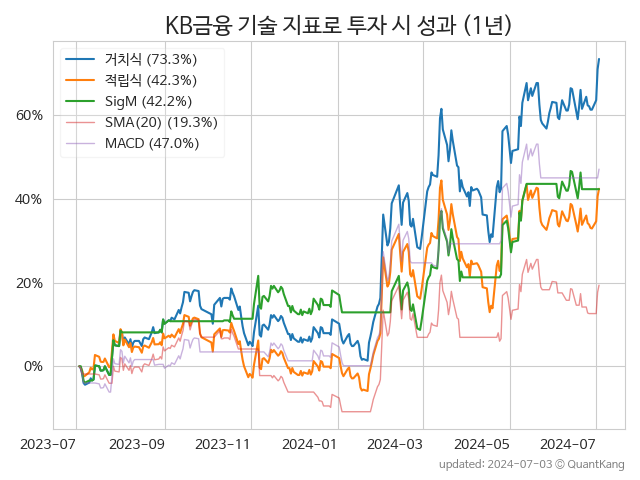 KB금융 기술 지표로 투자 시 성과 (1년)
거치식 (73.3%)
적립식 (42.3%)
SigM (42.2%)
SMA(20) (19.3%)
MACD (47.0%)
60%
40%
20%
0%
2023-07 2023-09 2023-11 2024-01 2024-03 2024-05 2024-07
updated: 2024-07-03 © QuantKang